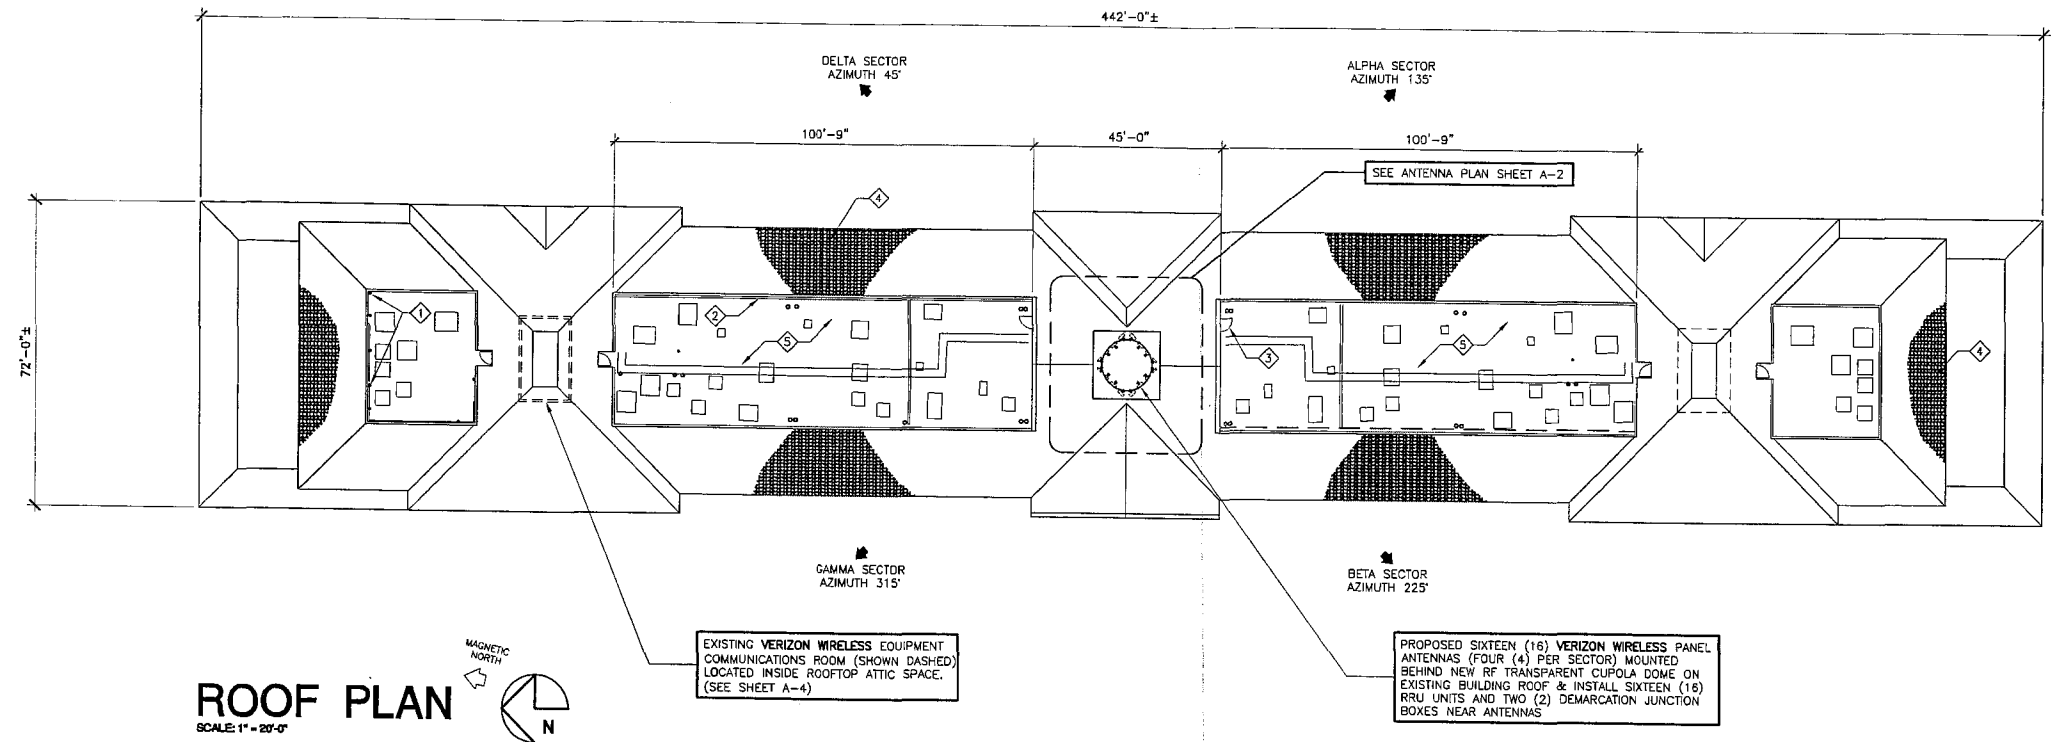 442'-0"±
DELTA SECTOR
AZIMUTH 45°
ALPHA SECTOR
AZIMUTH 135°
100'-9"
45'-0"
100'-9"
SEE ANTENNA PLAN SHEET A-2
4
72'-0"±
1
2
5
3
5
4
GAMMA SECTOR
AZIMUTH 315°
BETA SECTOR
AZIMUTH 225°
EXISTING VERIZON WIRELESS EQUIPMENT
COMMUNICATIONS ROOM (SHOWN DASHED)
LOCATED INSIDE ROOFTOP ATTIC SPACE.
(SEE SHEET A-4)
PROPOSED SIXTEEN (16) VERIZON WIRELESS PANEL
ANTENNAS (FOUR (4) PER SECTOR) MOUNTED
BEHIND NEW RF TRANSPARENT CUPOLA DOME ON
EXISTING BUILDING ROOF & INSTALL SIXTEEN (16)
RRU UNITS AND TWO (2) DEMARCATION JUNCTION
BOXES NEAR ANTENNAS
MAGNETIC
NORTH
ROOF PLAN
SCALE: 1" = 20'-0"
N